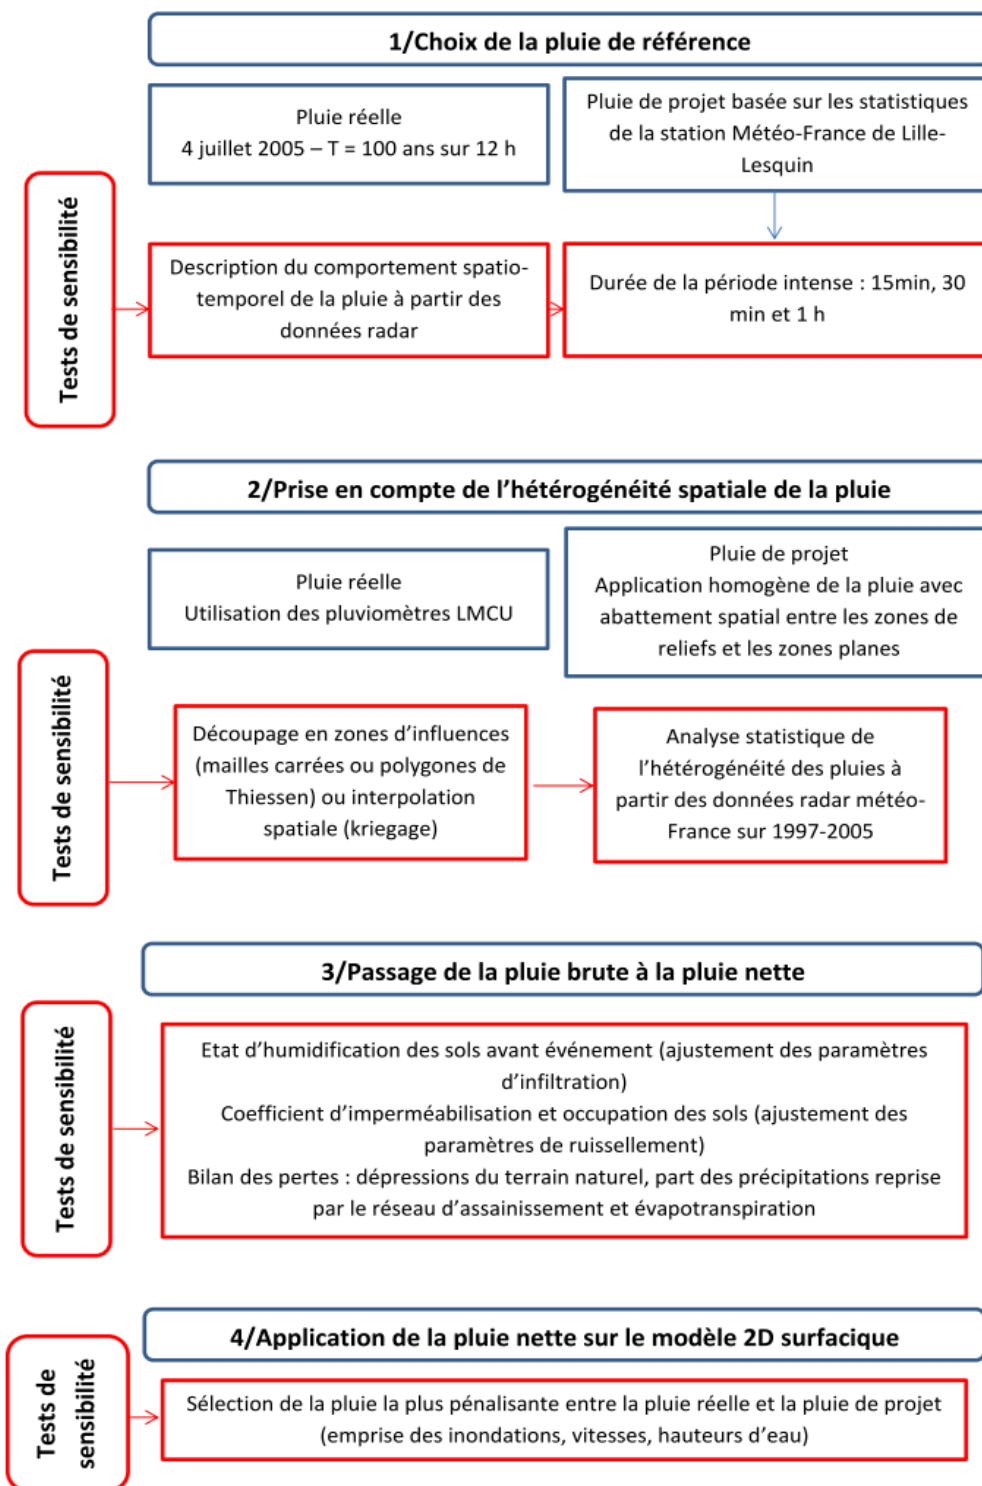 1/Choix de la pluie de référence
Pluie réelle
4 juillet 2005 – T = 100 ans sur 12 h
Pluie de projet basée sur les statistiques
de la station Météo-France de Lille-
Lesquin
Tests de sensibilité
Description du comportement spatio-
temporel de la pluie à partir des
données radar
Durée de la période intense : 15min, 30
min et 1 h
2/Prise en compte de l’hétérogénéité spatiale de la pluie
Pluie réelle
Utilisation des pluviomètres LMCU
Pluie de projet
Application homogène de la pluie avec
abattement spatial entre les zones de
reliefs et les zones planes
Tests de sensibilité
Découpage en zones d’influences
(mailles carrées ou polygones de
Thiessen) ou interpolation
spatiale (kriegage)
Analyse statistique de
l’hétérogénéité des pluies à
partir des données radar météo-
France sur 1997-2005
3/Passage de la pluie brute à la pluie nette
Tests de sensibilité
Etat d’humidification des sols avant événement (ajustement des paramètres
d’infiltration)
Coefficient d’imperméabilisation et occupation des sols (ajustement des
paramètres de ruissellement)
Bilan des pertes : dépressions du terrain naturel, part des précipitations reprise
par le réseau d’assainissement et évapotranspiration
4/Application de la pluie nette sur le modèle 2D surfacique
Tests de
sensibilité
Sélection de la pluie la plus pénalisante entre la pluie réelle et la pluie de projet
(emprise des inondations, vitesses, hauteurs d’eau)